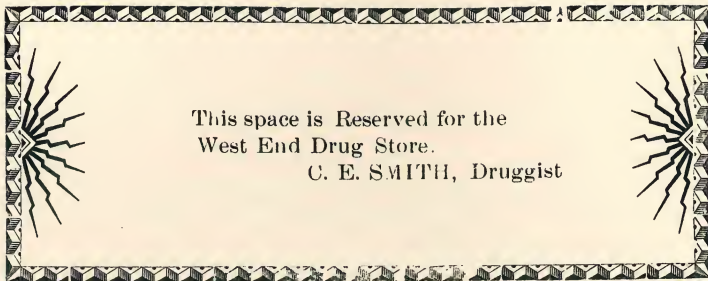 This space is Reserved for the
West End Drug Store.
C. E. SMITH, Druggist